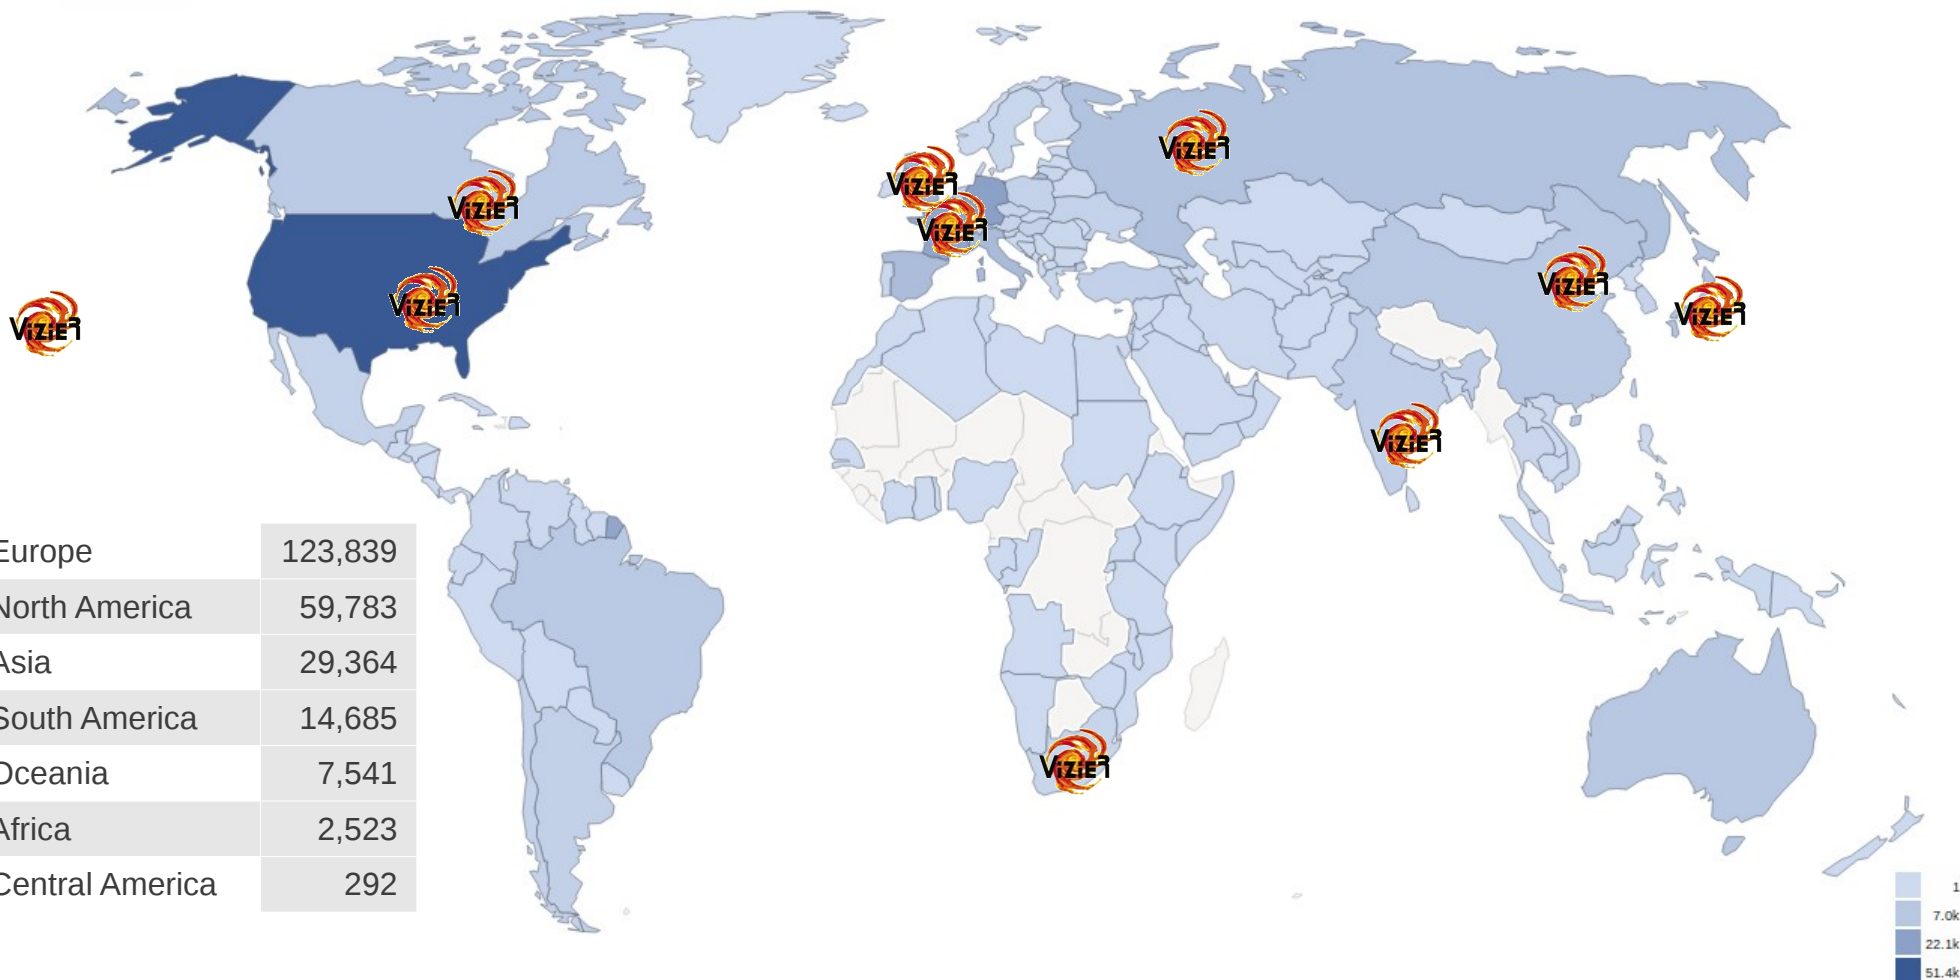 VizieR
VizieR
VizieR
VizieR
VizieR
VizieR
VizieR
VizieR
VizieR
VizieR
Europe 123,839
North America 59,783
Asia 29,364
South America 14,685
Oceania 7,541
Africa 2,523
Central America 292
1
7.0k
22.1k
51.4k